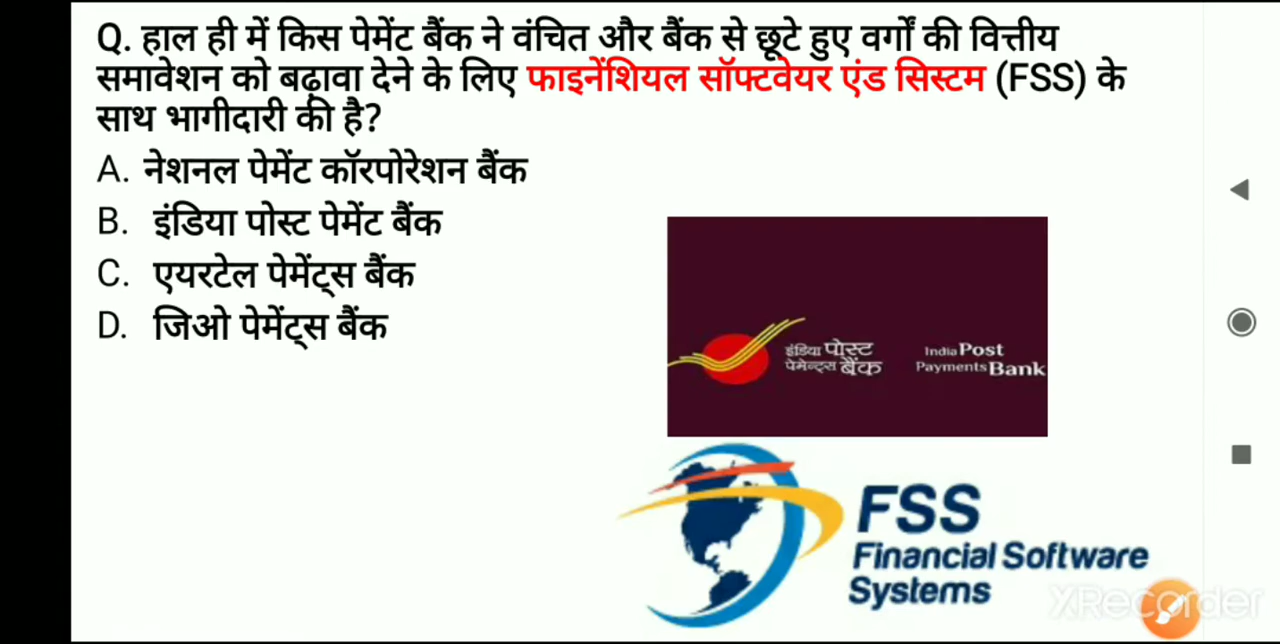 Q. हाल ही में किस पेमेंट बैंक ने वंचित और बैंक से छूटे हुए वर्गों की वित्तीय
समावेशन को बढ़ावा देने के लिए फाइनेंशियल सॉफ्टवेयर एंड सिस्टम (FSS) के
साथ भागीदारी की है?
A. नेशनल पेमेंट कॉरपोरेशन बैंक
B. इंडिया पोस्ट पेमेंट बैंक
C. एयरटेल पेमेंट्स बैंक
D. जिओ पेमेंट्स बैंक
इंडिया पोस्ट
पेमेन्ट्स बैंक
India Post
Payments Bank
FSS
Financial Software
Systems
XRecorder